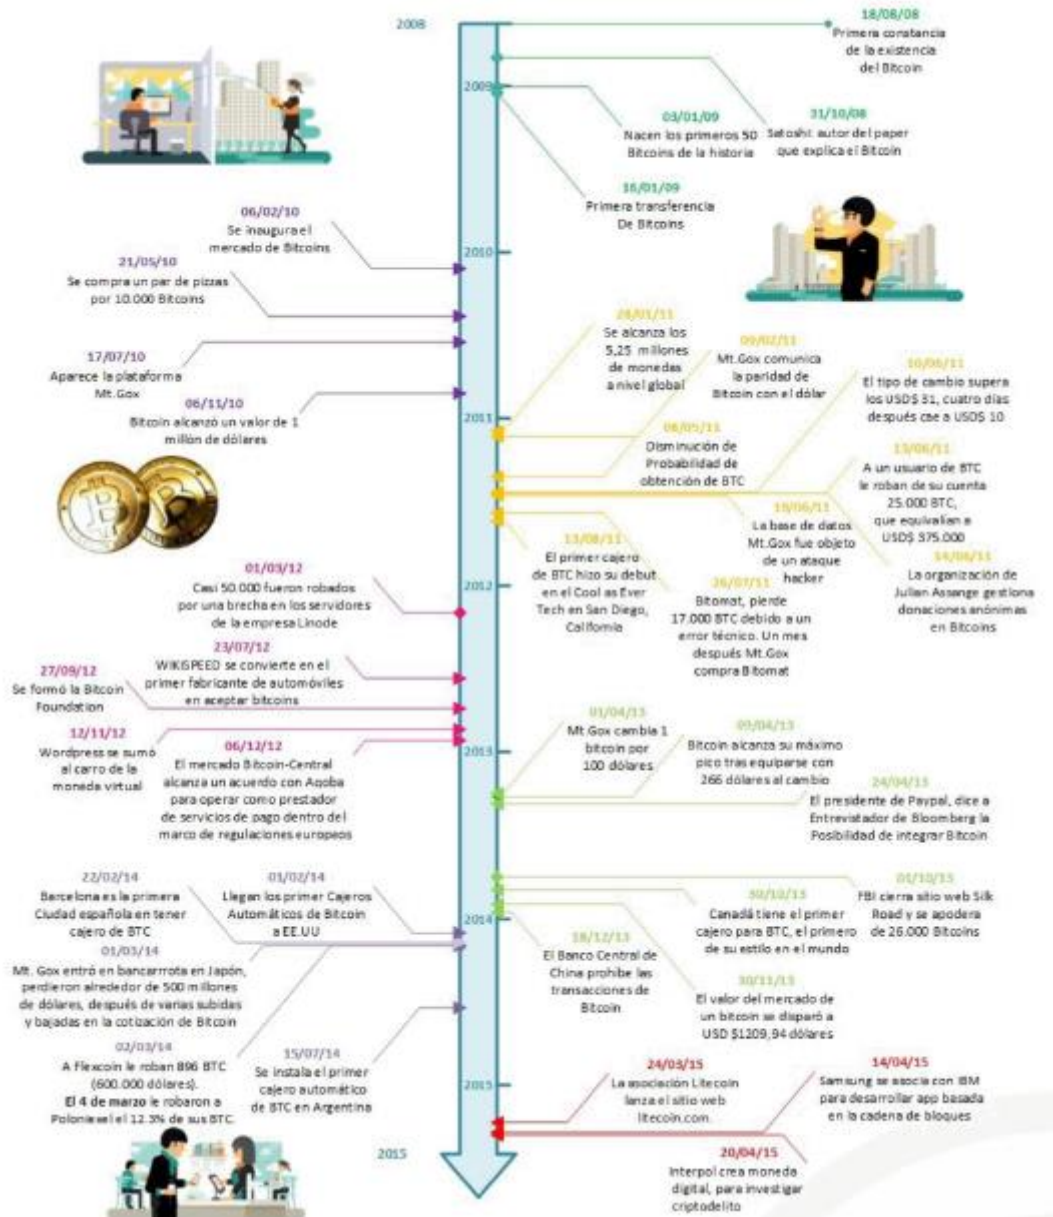 2008
18/08/08
Primera constancia
de la existencia
del Bitcoin
2009
31/10/08
Satoshi: autor del paper
que explica el Bitcoin
03/01/09
Nacen los primeros 50
Bitcoins de la historia
16/01/09
Primera transferencia
De Bitcoins
2010
06/02/10
Se inaugura el
mercado de Bitcoins
21/05/10
Se compra un par de pizzas
por 10.000 Bitcoins
17/07/10
Aparece la plataforma
Mt.Gox
06/11/10
Bitcoin alcanzó un valor de 1
millón de dólares
2011
Se alcanza los
5,25 millones
de monedas
a nivel global
09/02/11
Mt.Gox comunica
la paridad de
Bitcoin con el dólar
06/05/11
Disminución de
Probabilidad de
obtención de BTC
10/06/11
El tipo de cambio supera
los USD$ 31, cuatro días
después cae a USD$ 10
13/06/11
A un usuario de BTC
le roban de su cuenta
25.000 BTC,
que equivalían a
USD$ 375.000
14/06/11
La organización de
Julian Assange gestiona
donaciones anónimas
en Bitcoins
19/06/11
La base de datos
Mt.Gox fue objeto
de un ataque
hacker
26/07/11
Bitomat, pierde
17.000 BTC debido a un
error técnico. Un mes
después Mt.Gox
compra Bitomat
13/08/11
El primer cajero
de BTC hizo su debut
en el Cool as Ever
Tech en San Diego,
California
2012
01/03/12
Casi 50.000 fueron robados
por una brecha en los servidores
de la empresa Linode
23/07/12
WIKISPEED se convierte en el
primer fabricante de automóviles
en aceptar bitcoins
27/09/12
Se formó la Bitcoin
Foundation
12/11/12
Wordpress se sumó
al carro de la
moneda virtual
06/12/12
El mercado Bitcoin-Central
alcanza un acuerdo con Aqoba
para operar como prestador
de servicios de pago dentro del
marco de regulaciones europeos
2013
01/04/13
Mt.Gox cambia 1
bitcoin por
100 dólares
09/04/13
Bitcoin alcanza su máximo
pico tras equiparse con
266 dólares al cambio
24/04/13
El presidente de Paypal, dice a
Entrevistador de Bloomberg la
Posibilidad de integrar Bitcoin
01/10/13
FBI cierra sitio web Silk
Road y se apodera
de 26.000 Bitcoins
30/10/13
Canadá tiene el primer
cajero para BTC, el primero
de su estilo en el mundo
30/11/13
El valor del mercado de
un bitcoin se disparó a
USD $1209,94 dólares
18/12/13
El Banco Central de
China prohíbe las
transacciones de
Bitcoin
2014
01/02/14
Llegan los primer Cajeros
Automáticos de Bitcoin
a EE.UU
22/02/14
Barcelona es la primera
Ciudad española en tener
cajero de BTC
01/03/14
Mt. Gox entró en bancarrrota en Japón,
perdieron alrededor de 500 millones
de dólares, después de varias subidas
y bajadas en la cotización de Bitcoin
02/03/14
A Flexcoin le roban 896 BTC
(600.000 dólares).
El 4 de marzo le robaron a
Poloniexel el 12.3% de sus BTC.
15/07/14
Se instala el primer
cajero automático
de BTC en Argentina
2015
24/03/15
La asociación Litecoin
lanza el sitio web
litecoin.com
14/04/15
Samsung se asocia con IBM
para desarrollar app basada
en la cadena de bloques
20/04/15
Interpol crea moneda
digital, para investigar
criptodelito
2015